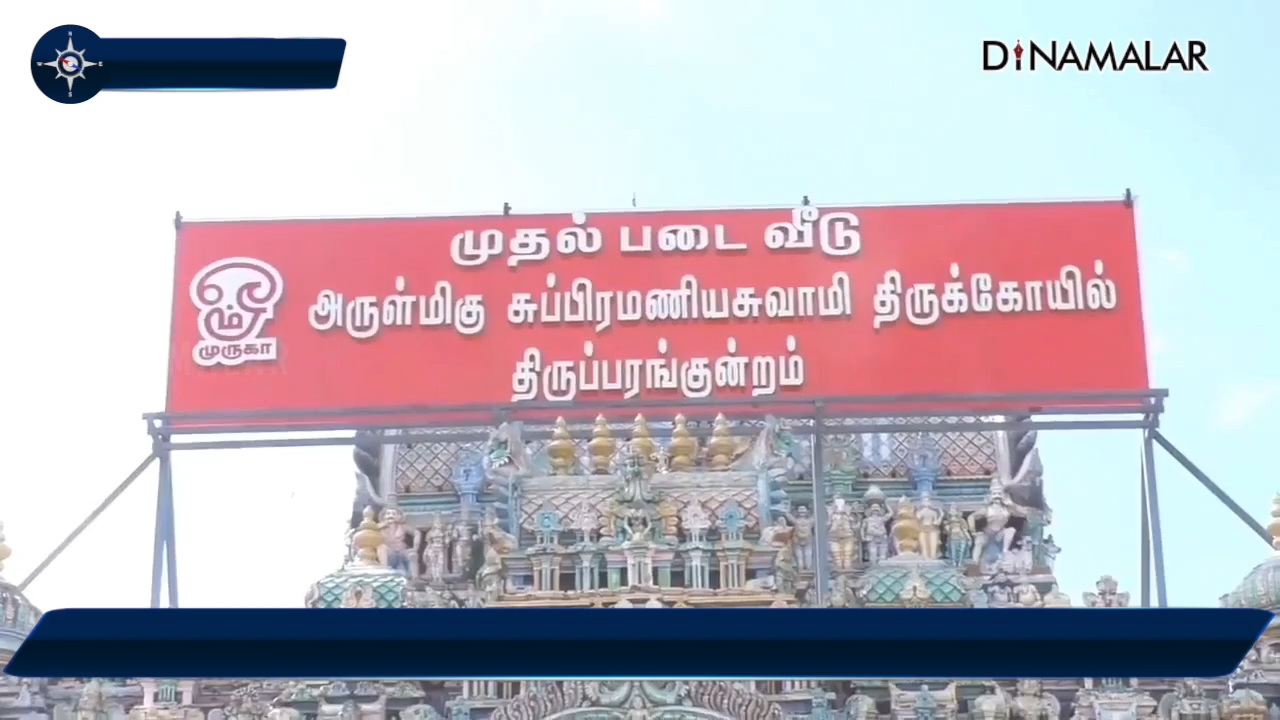 DINAMALAR
முதல் படை வீடு
அருள்மிகு சுப்பிரமணியசுவாமி திருக்கோயில்
திருப்பரங்குன்றம்
ஓம்
முருகா